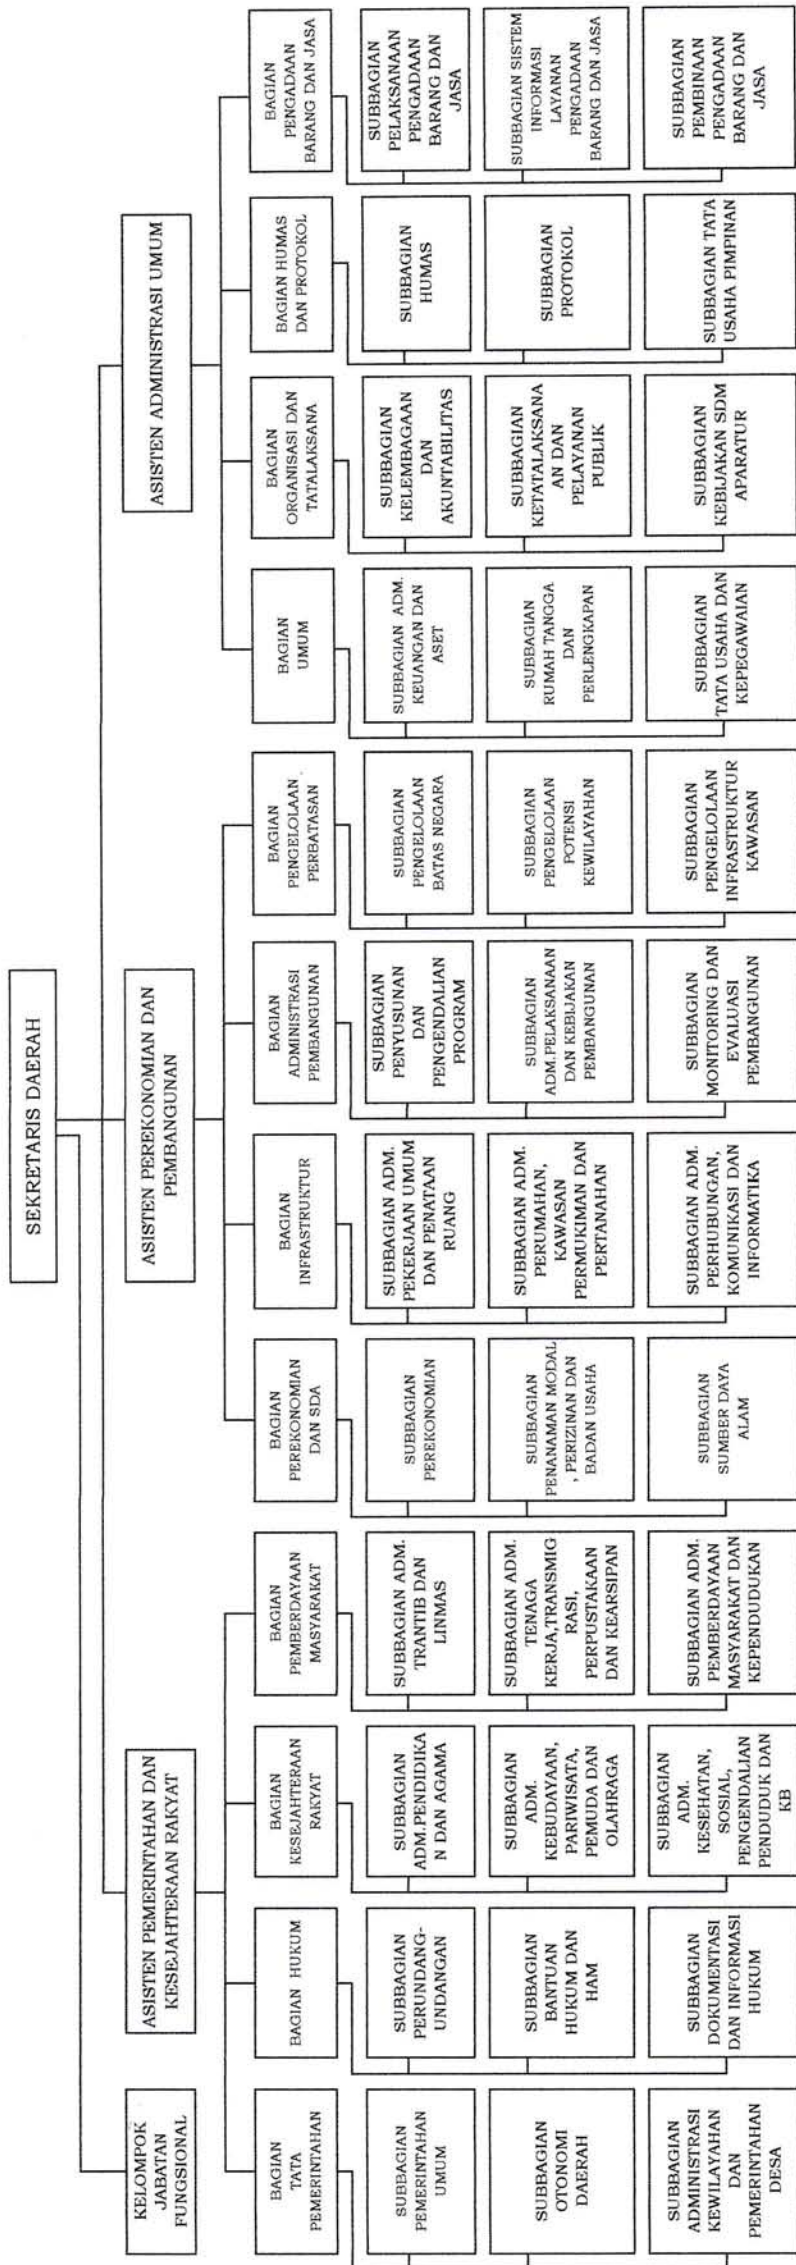 SEKRETARIS DAERAH
KELOMPOK
JABATAN
FUNGSIONAL
ASISTEN PEMERINTAHAN DAN
KESEJAHTERAAN RAKYAT
ASISTEN PEREKONOMIAN DAN
PEMBANGUNAN
ASISTEN ADMINISTRASI UMUM
BAGIAN
TATA
PEMERINTAHAN
BAGIAN HUKUM
BAGIAN
KESEJAHTERAAN
RAKYAT
BAGIAN
PEMBERDAYAAN
MASYARAKAT
BAGIAN
PEREKONOMIAN
DAN SDA
BAGIAN
INFRASTRUKTUR
BAGIAN
ADMINISTRASI
PEMBANGUNAN
BAGIAN
PENGELOLAAN
PERBATASAN
BAGIAN
UMUM
BAGIAN
ORGANISASI DAN
TATALAKSANA
BAGIAN HUMAS
DAN PROTOKOL
BAGIAN
PENGADAAN
BARANG DAN JASA
SUBBAGIAN
PEMERINTAHAN
UMUM
SUBBAGIAN
PERUNDANG-
UNDANGAN
SUBBAGIAN
ADM.PENDIDIKA
N DAN AGAMA
SUBBAGIAN ADM.
TRANTIB DAN
LINMAS
SUBBAGIAN
PEREKONOMIAN
SUBBAGIAN ADM.
PEKERJAAN UMUM
DAN PENATAAN
RUANG
SUBBAGIAN
PENYUSUNAN
DAN
PENGENDALIAN
PROGRAM
SUBBAGIAN
PENGELOLAAN
BATAS NEGARA
SUBBAGIAN ADM.
KEUANGAN DAN
ASET
SUBBAGIAN
KELEMBAGAAN
DAN
AKUNTABILITAS
SUBBAGIAN
HUMAS
SUBBAGIAN
PELAKSANAAN
PENGADAAN
BARANG DAN
JASA
SUBBAGIAN
OTONOMI
DAERAH
SUBBAGIAN
BANTUAN
HUKUM DAN
HAM
SUBBAGIAN
ADM.
KEBUDAYAAN,
PARIWISATA,
PEMUDA DAN
OLAHRAGA
SUBBAGIAN ADM.
TENAGA
KERJA,TRANSMIG
RASI,
PERPUSTAKAAN
DAN KEARSIPAN
SUBBAGIAN
PENANAMAN MODAL
, PERIZINAN DAN
BADAN USAHA
SUBBAGIAN ADM.
PERUMAHAN,
KAWASAN
PERMUKIMAN DAN
PERTANAHAN
SUBBAGIAN
ADM.PELAKSANAAN
DAN KEBIJAKAN
PEMBANGUNAN
SUBBAGIAN
PENGELOLAAN
POTENSI
KEWILAYAHAN
SUBBAGIAN
RUMAH TANGGA
DAN
PERLENGKAPAN
SUBBAGIAN
KETATALAKSANA
AN DAN
PELAYANAN
PUBLIK
SUBBAGIAN
PROTOKOL
SUBBAGIAN SISTEM
INFORMASI
LAYANAN
PENGADAAN
BARANG DAN JASA
SUBBAGIAN
ADMINISTRASI
KEWILAYAHAN
DAN
PEMERINTAHAN
DESA
SUBBAGIAN
DOKUMENTASI
DAN INFORMASI
HUKUM
SUBBAGIAN
ADM.
KESEHATAN,
SOSIAL,
PENGENDALIAN
PENDUDUK DAN
KB
SUBBAGIAN ADM.
PEMBERDAYAAN
MASYARAKAT DAN
KEPENDUDUKAN
SUBBAGIAN
SUMBER DAYA
ALAM
SUBBAGIAN ADM.
PERHUBUNGAN,
KOMUNIKASI DAN
INFORMATIKA
SUBBAGIAN
MONITORING DAN
EVALUASI
PEMBANGUNAN
SUBBAGIAN
PENGELOLAAN
INFRASTRUKTUR
KAWASAN
SUBBAGIAN
TATA USAHA DAN
KEPEGAWAIAN
SUBBAGIAN
KEBIJAKAN SDM
APARATUR
SUBBAGIAN TATA
USAHA PIMPINAN
SUBBAGIAN
PEMBINAAN
PENGADAAN
BARANG DAN
JASA